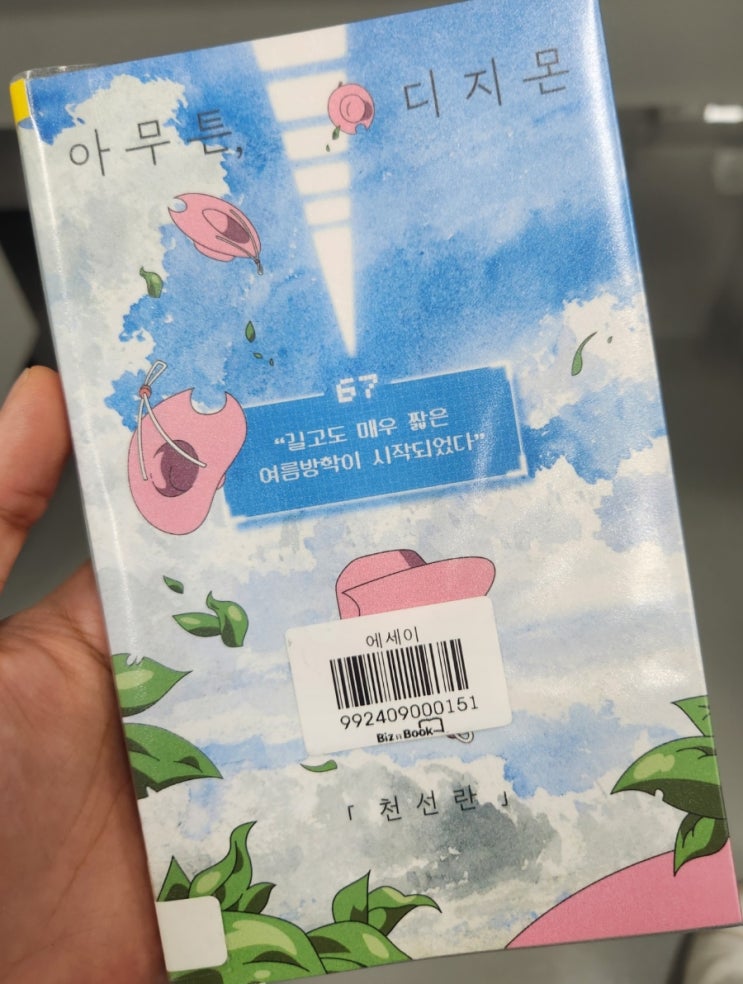 아무튼, 디지몬
67
“길고도 매우 짧은
여름방학이 시작되었다”
에세이
992409000151
Biz n Book
「천선란」